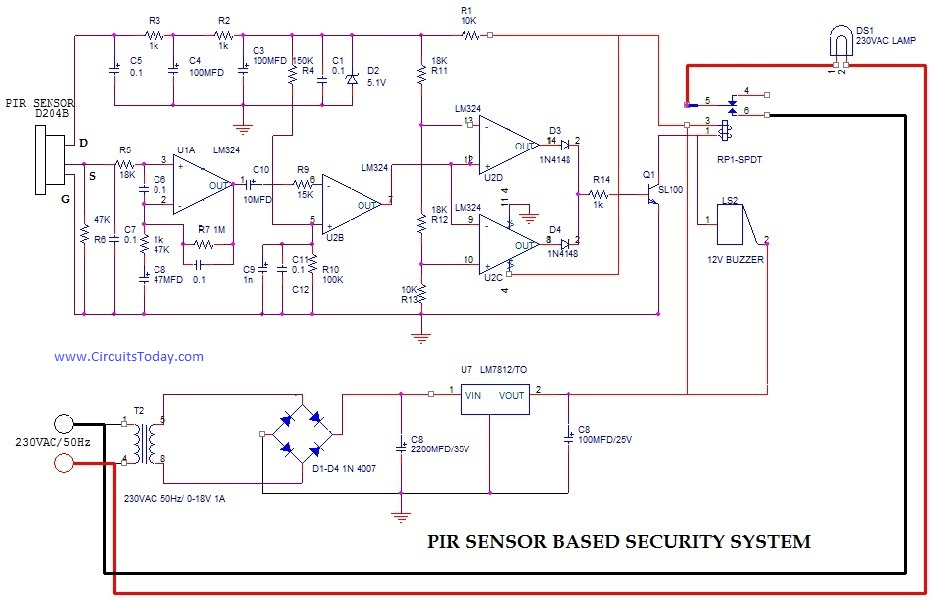 R1
10K
R3
1k
R2
1k
DS1
230VAC LAMP
1
2
C5
0.1
C4
100MFD
C3
100MFD
150K
R4
C1
0.1
D2
5.1V
18K
R11
PIR SENSOR
D204B
D
S
G
R5
18K
C6
0.1
U1A
LM324
3
2
+
-
OUT
1
C10
10MFD
R9
15K
6
5
-
+
LM324
OUT
7
U2B
LM324
13
12
-
+
OUT
14
U2D
D3
2
1N4148
4
11
R14
1k
Q1
SL100
5
4
6
3
1
RP1-SPDT
47K
R6
C7
0.1
1k
47K
R7 1M
0.1
C8
47MFD
C9
1n
C11
0.1
C12
R10
100K
18K
R12
10K
R13
LM324
9
10
-
+
OUT
8
U2C
4
D4
2
1N4148
LS2
1
2
12V BUZZER
www.CircuitsToday.com
T2
1
5
4
8
230VAC/50Hz
230VAC 50Hz/ 0-18V 1A
D1-D4 1N 4007
C8
2200MFD/35V
U7 LM7812/TO
1
VIN
VOUT
2
C8
100MFD/25V
PIR SENSOR BASED SECURITY SYSTEM